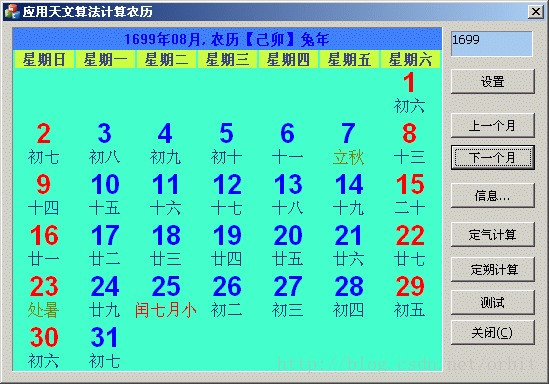 应用天文算法计算农历
1699年08月,农历【己卯】兔年
1699
星期日 星期一 星期二 星期三 星期四 星期五 星期六
设置
1
初六
2 3 4 5 6 7 8
上一个月
初七 初八 初九 初十 十一 立秋 十三
下一个月
9 10 11 12 13 14 15
信息...
十四 十五 十六 十七 十八 十九 二十
16 17 18 19 20 21 22
定气计算
廿一 廿二 廿三 廿四 廿五 廿六 廿七
定朔计算
23 24 25 26 27 28 29
测试
处暑 廿九 闰七月小 初二 初三 初四 初五
关闭(C)
30 31
初六 初七
http://blog.csdn.net/orbit